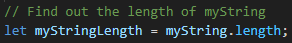 // Find out the length of myString
let myStringLength = myString.length;